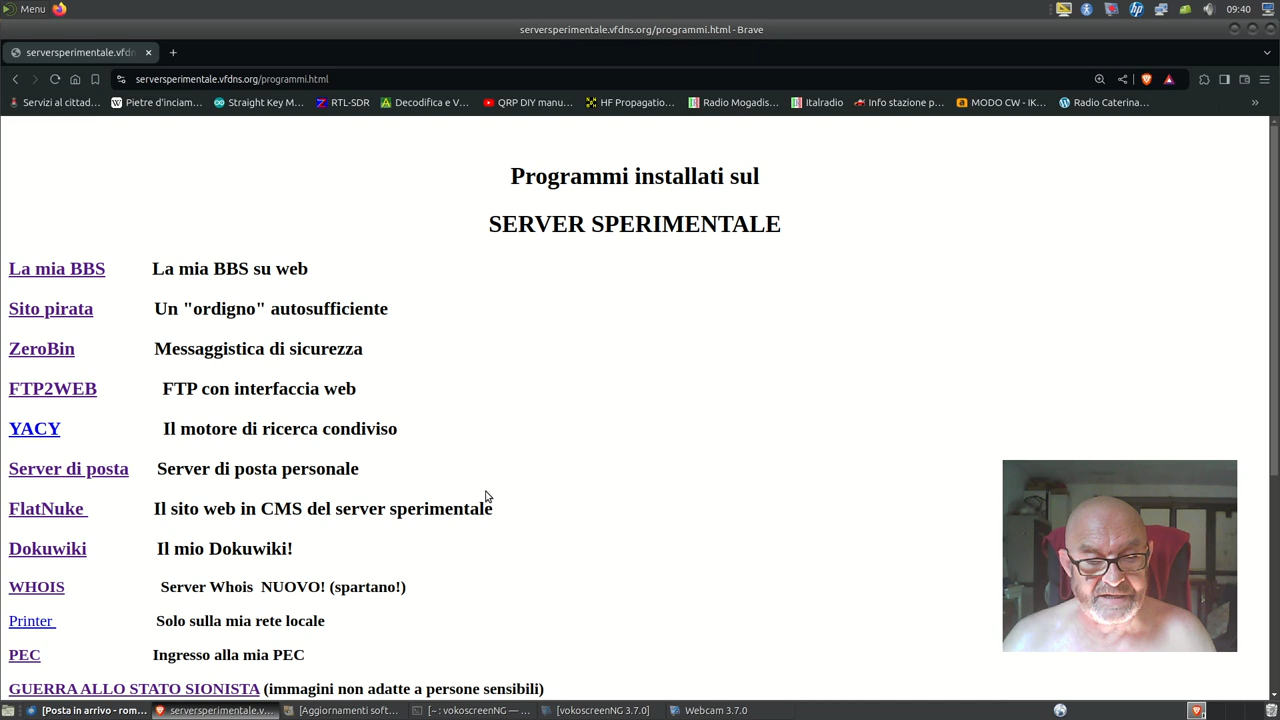 Menu
09:40
serversperimentale.vfdns.org/programmi.html - Brave
serversperimentale.vfdn
serversperimentale.vfdns.org/programmi.html
Servizi al cittad... Pietre d'inciam... Straight Key M... RTL-SDR Decodifica e V... QRP DIY manu... HF Propagatio... Radio Mogadis... Italradio Info stazione p... MODO CW - IK... Radio Caterina...
Programmi installati sul
SERVER SPERIMENTALE
La mia BBS La mia BBS su web
Sito pirata Un "ordigno" autosufficiente
ZeroBin Messaggistica di sicurezza
FTP2WEB FTP con interfaccia web
YACY Il motore di ricerca condiviso
Server di posta Server di posta personale
FlatNuke Il sito web in CMS del server sperimentale
Dokuwiki Il mio Dokuwiki!
WHOIS Server Whois NUOVO! (spartano!)
Printer Solo sulla mia rete locale
PEC Ingresso alla mia PEC
GUERRA ALLO STATO SIONISTA (immagini non adatte a persone sensibili)
[Posta in arrivo - rom... serversperimentale.v... [Aggiornamenti soft... [~ : vokoscreenNG — ... [vokoscreenNG 3.7.0] Webcam 3.7.0